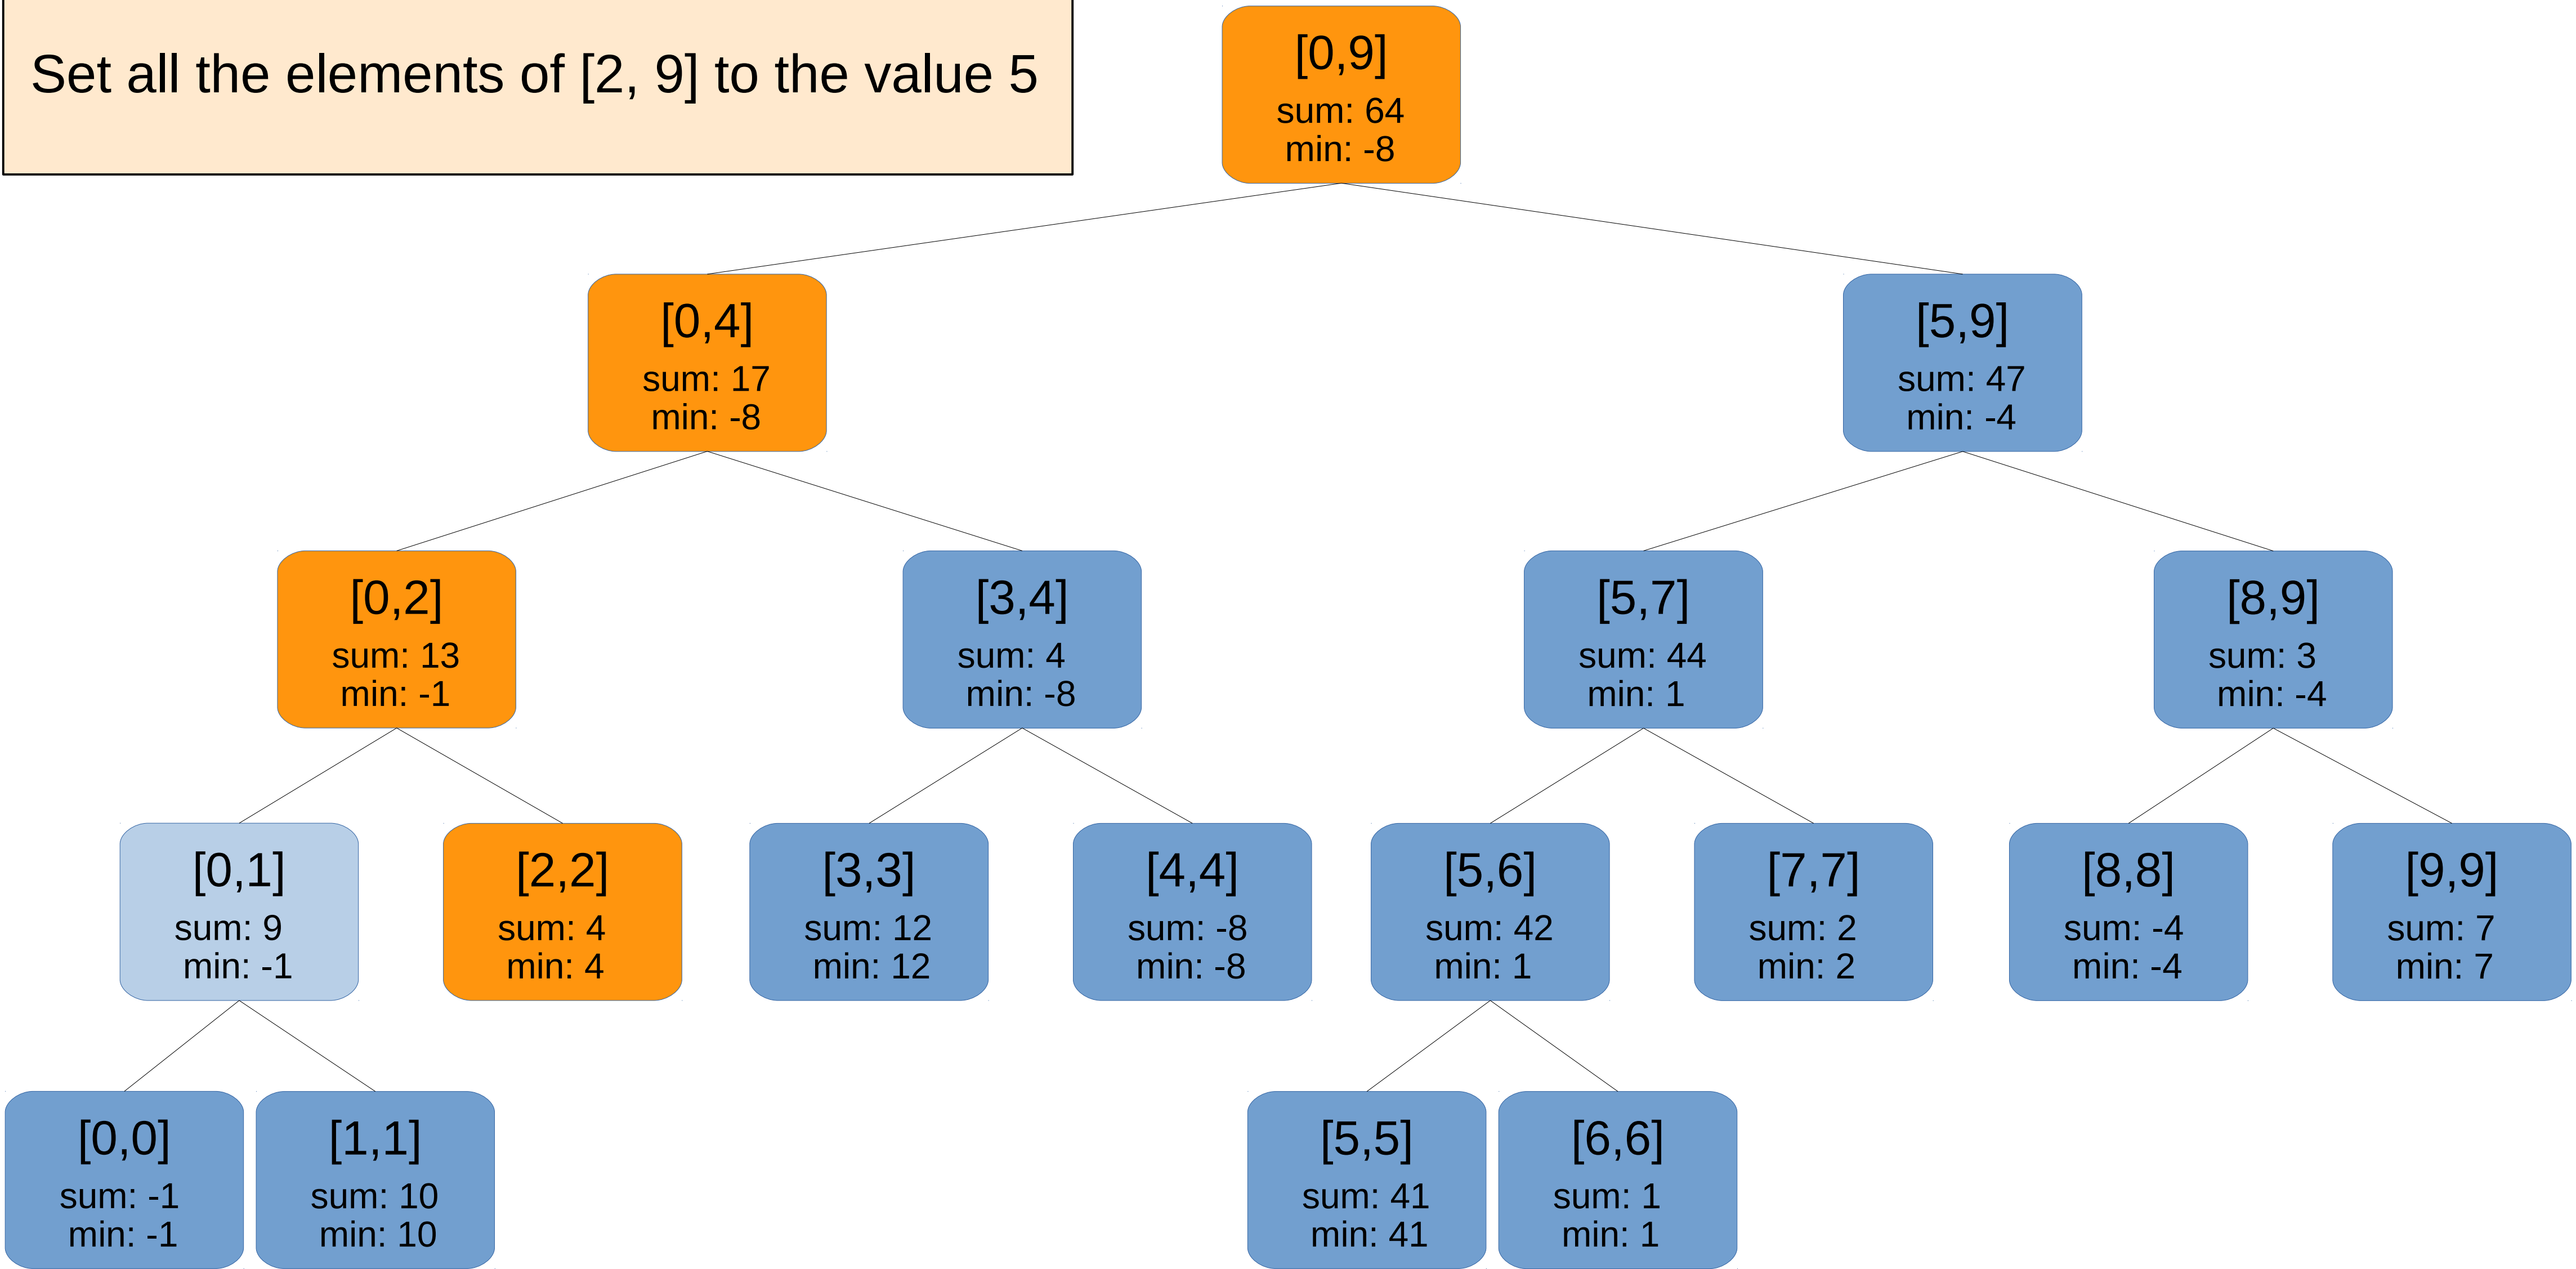 Set all the elements of [2, 9] to the value 5
[0,9]
sum: 64
min: -8
[0,4]
sum: 17
min: -8
[5,9]
sum: 47
min: -4
[0,2]
sum: 13
min: -1
[3,4]
sum: 4
min: -8
[5,7]
sum: 44
min: 1
[8,9]
sum: 3
min: -4
[0,1]
sum: 9
min: -1
[2,2]
sum: 4
min: 4
[3,3]
sum: 12
min: 12
[4,4]
sum: -8
min: -8
[5,6]
sum: 42
min: 1
[7,7]
sum: 2
min: 2
[8,8]
sum: -4
min: -4
[9,9]
sum: 7
min: 7
[0,0]
sum: -1
min: -1
[1,1]
sum: 10
min: 10
[5,5]
sum: 41
min: 41
[6,6]
sum: 1
min: 1